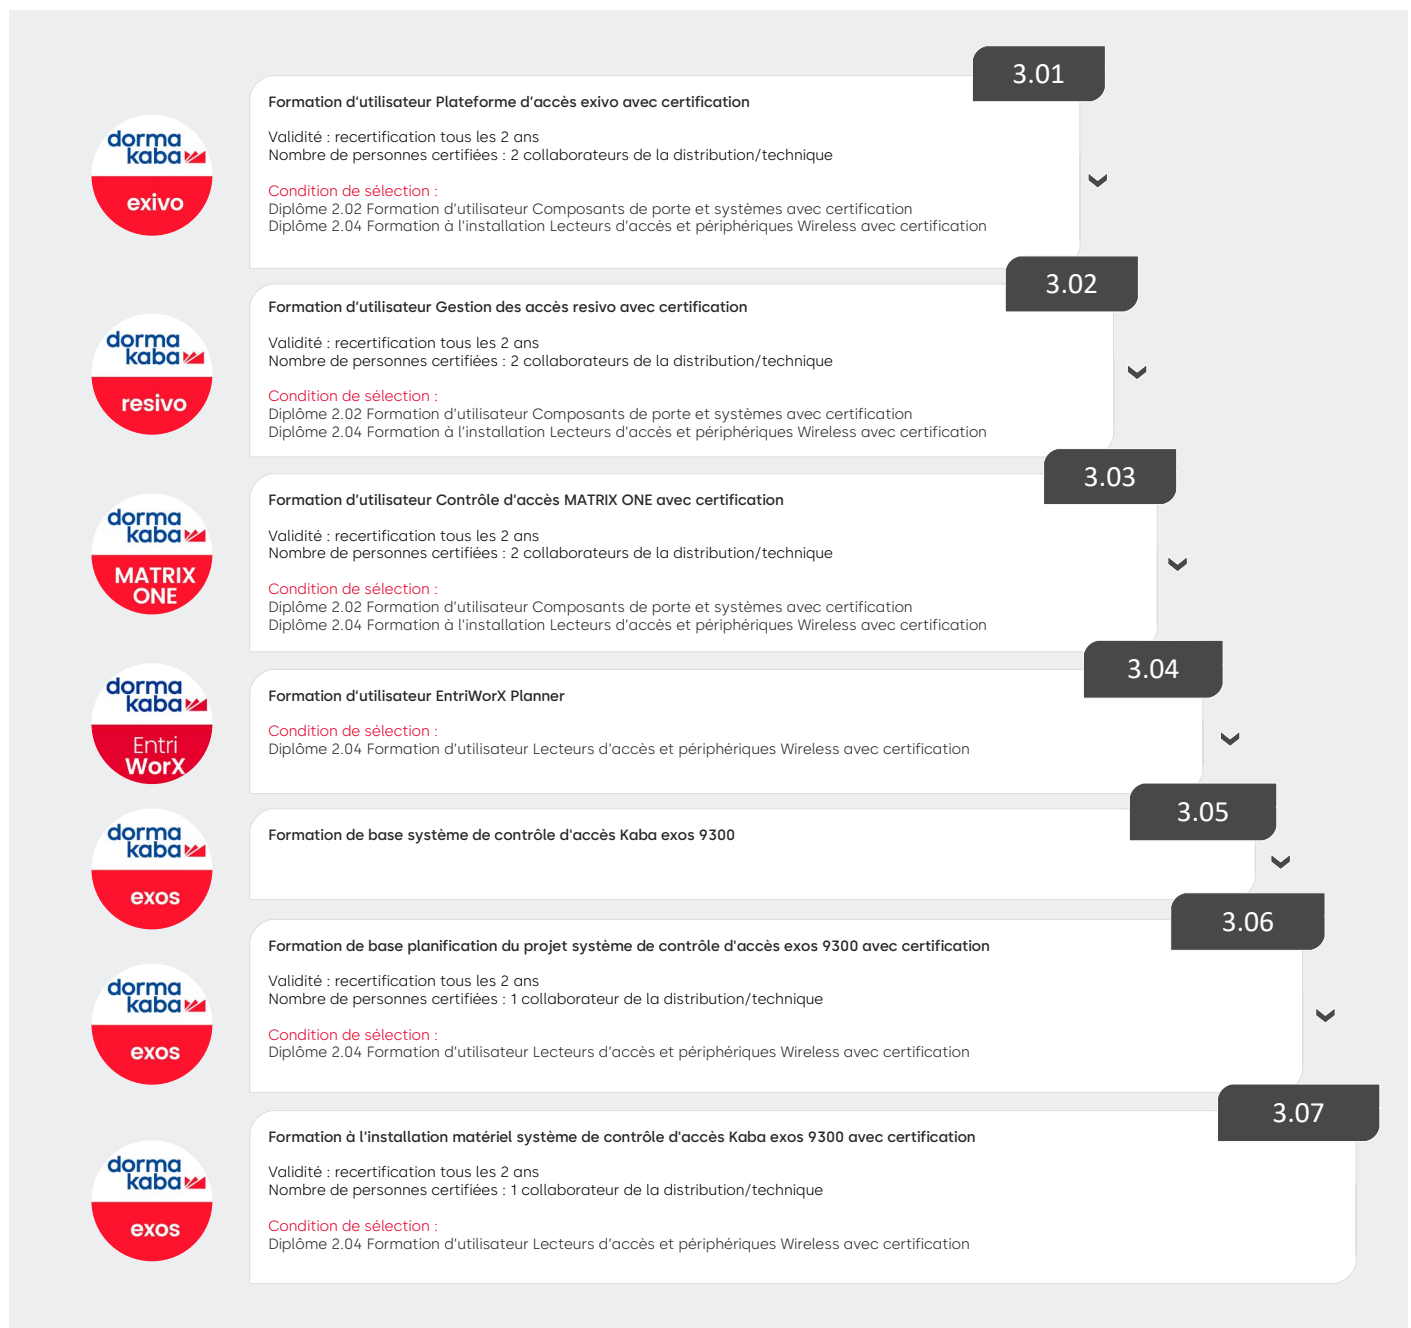 3.01
Formation d'utilisateur Plateforme d'accès exivo avec certification
Validité : recertification tous les 2 ans
Nombre de personnes certifiées : 2 collaborateurs de la distribution/technique
Condition de sélection :
Diplôme 2.02 Formation d'utilisateur Composants de porte et systèmes avec certification
Diplôme 2.04 Formation à l'installation Lecteurs d'accès et périphériques Wireless avec certification
dorma
kaba
exivo
3.02
Formation d'utilisateur Gestion des accès resivo avec certification
Validité : recertification tous les 2 ans
Nombre de personnes certifiées : 2 collaborateurs de la distribution/technique
Condition de sélection :
Diplôme 2.02 Formation d'utilisateur Composants de porte et systèmes avec certification
Diplôme 2.04 Formation à l'installation Lecteurs d'accès et périphériques Wireless avec certification
dorma
kaba
resivo
3.03
Formation d'utilisateur Contrôle d'accès MATRIX ONE avec certification
Validité : recertification tous les 2 ans
Nombre de personnes certifiées : 2 collaborateurs de la distribution/technique
Condition de sélection :
Diplôme 2.02 Formation d'utilisateur Composants de porte et systèmes avec certification
Diplôme 2.04 Formation à l'installation Lecteurs d'accès et périphériques Wireless avec certification
dorma
kaba
MATRIX
ONE
3.04
Formation d'utilisateur EntriWorX Planner
Condition de sélection :
Diplôme 2.04 Formation d'utilisateur Lecteurs d'accès et périphériques Wireless avec certification
dorma
kaba
Entri
WorX
3.05
Formation de base système de contrôle d'accès Kaba exos 9300
dorma
kaba
exos
3.06
Formation de base planification du projet système de contrôle d'accès exos 9300 avec certification
Validité : recertification tous les 2 ans
Nombre de personnes certifiées : 1 collaborateur de la distribution/technique
Condition de sélection :
Diplôme 2.04 Formation d'utilisateur Lecteurs d'accès et périphériques Wireless avec certification
dorma
kaba
exos
3.07
Formation à l'installation matériel système de contrôle d'accès Kaba exos 9300 avec certification
Validité : recertification tous les 2 ans
Nombre de personnes certifiées : 1 collaborateur de la distribution/technique
Condition de sélection :
Diplôme 2.04 Formation d'utilisateur Lecteurs d'accès et périphériques Wireless avec certification
dorma
kaba
exos